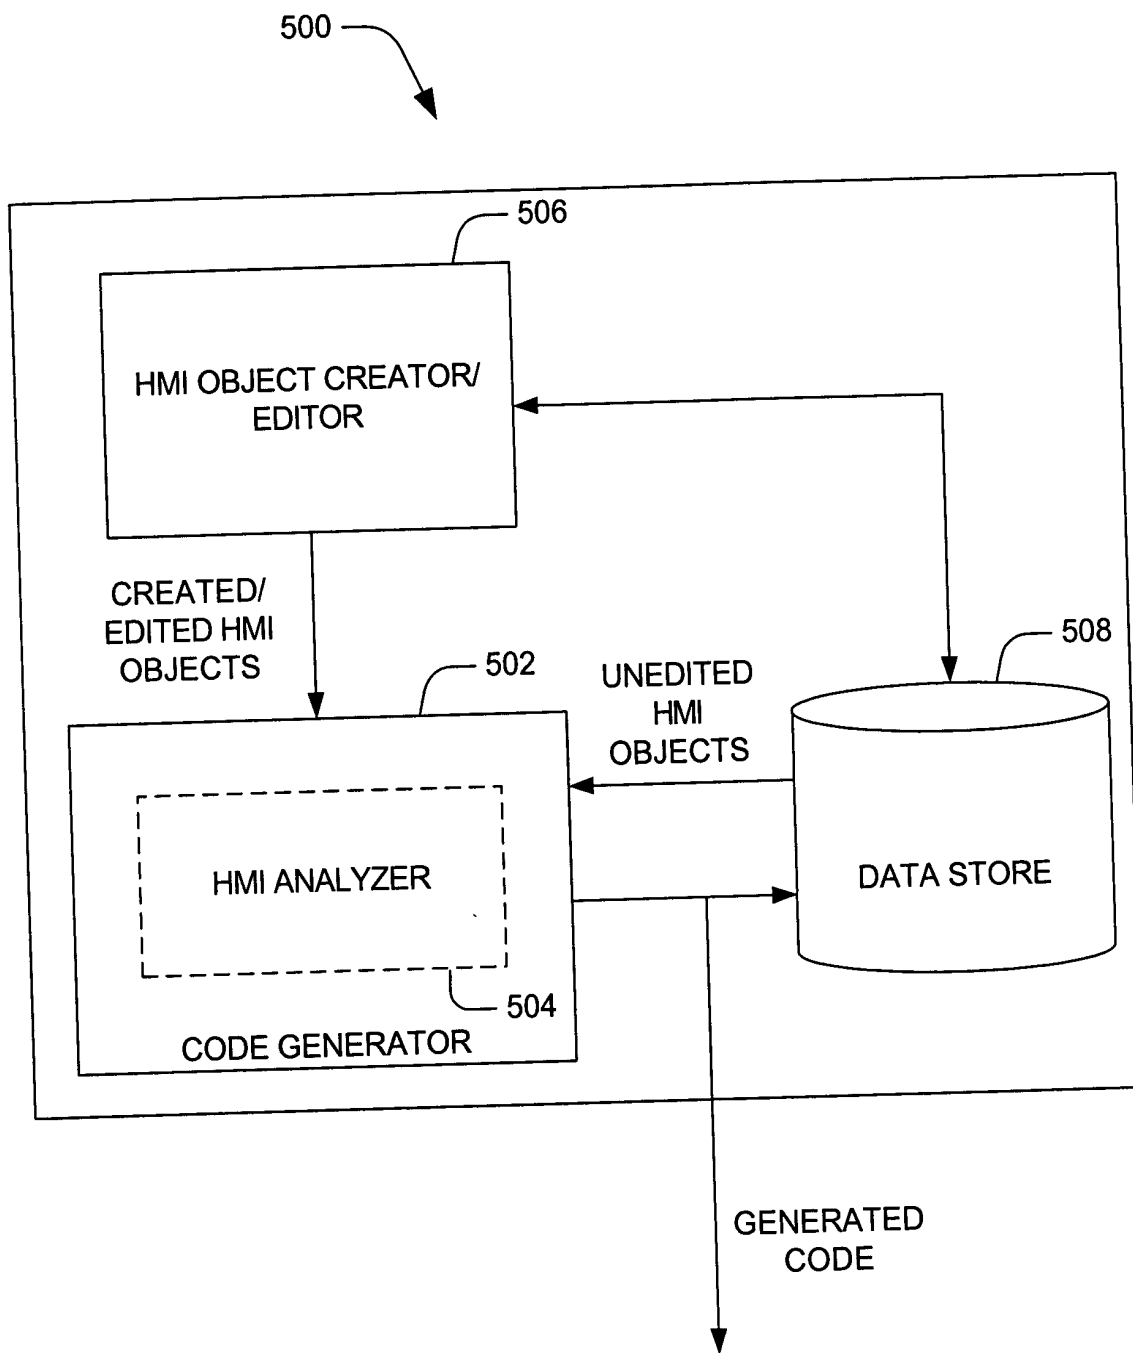 500
506
HMI OBJECT CREATOR/
EDITOR
CREATED/
EDITED HMI
OBJECTS
502
UNEDITED
HMI
OBJECTS
508
HMI ANALYZER
DATA STORE
504
CODE GENERATOR
GENERATED
CODE